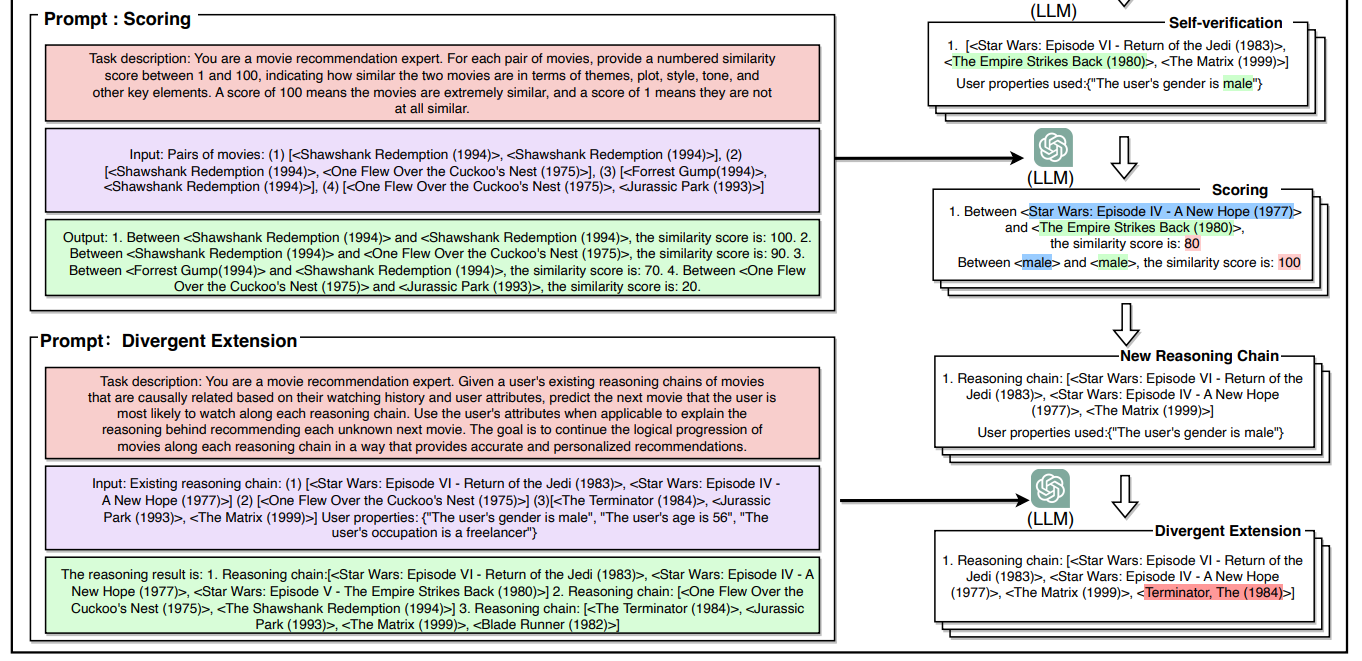 Prompt : Scoring
Task description: You are a movie recommendation expert. For each pair of movies, provide a numbered similarity
score between 1 and 100, indicating how similar the two movies are in terms of themes, plot, style, tone, and
other key elements. A score of 100 means the movies are extremely similar, and a score of 1 means they are not
at all similar.
Input: Pairs of movies: (1) [<Shawshank Redemption (1994)>, <Shawshank Redemption (1994)>], (2)
[<Shawshank Redemption (1994)>, <One Flew Over the Cuckoo's Nest (1975)>], (3) [<Forrest Gump(1994)>,
<Shawshank Redemption (1994)>], (4) [<One Flew Over the Cuckoo's Nest (1975)>, <Jurassic Park (1993)>]
Output: 1. Between <Shawshank Redemption (1994)> and <Shawshank Redemption (1994)>, the similarity score is: 100. 2.
Between <Shawshank Redemption (1994)> and <One Flew Over the Cuckoo's Nest (1975)>, the similarity score is: 90. 3.
Between <Forrest Gump(1994)> and <Shawshank Redemption (1994)>, the similarity score is: 70. 4. Between <One Flew
Over the Cuckoo's Nest (1975)> and <Jurassic Park (1993)>, the similarity score is: 20.
Prompt: Divergent Extension
Task description: You are a movie recommendation expert. Given a user's existing reasoning chains of movies
that are causally related based on their watching history and user attributes, predict the next movie that the user is
most likely to watch along each reasoning chain. Use the user's attributes when applicable to explain the
reasoning behind recommending each unknown next movie. The goal is to continue the logical progression of
movies along each reasoning chain in a way that provides accurate and personalized recommendations.
Input: Existing reasoning chain: (1) [<Star Wars: Episode VI - Return of the Jedi (1983)>, <Star Wars: Episode IV -
A New Hope (1977)>] (2) [<One Flew Over the Cuckoo's Nest (1975)>] (3)[<The Terminator (1984)>, <Jurassic
Park (1993)>, <The Matrix (1999)>] User properties: {"The user's gender is male", "The user's age is 56", "The
user's occupation is a freelancer"}
The reasoning result is: 1. Reasoning chain:[<Star Wars: Episode VI - Return of the Jedi (1983)>, <Star Wars: Episode IV - A
New Hope (1977)>, <Star Wars: Episode V - The Empire Strikes Back (1980)>] 2. Reasoning chain: [<One Flew Over the
Cuckoo's Nest (1975)>, <The Shawshank Redemption (1994)>] 3. Reasoning chain: [<The Terminator (1984)>, <Jurassic
Park (1993)>, <The Matrix (1999)>, <Blade Runner (1982)>]
(LLM)
Self-verification
1. [<Star Wars: Episode VI - Return of the Jedi (1983)>,
<The Empire Strikes Back (1980)>, <The Matrix (1999)>]
User properties used:{"The user's gender is male"}
(LLM)
Scoring
1. Between <Star Wars: Episode IV - A New Hope (1977)>
and <The Empire Strikes Back (1980)>,
the similarity score is: 80
Between <male> and <male>, the similarity score is: 100
New Reasoning Chain
1. Reasoning chain: [<Star Wars: Episode VI - Return of the
Jedi (1983)>, <Star Wars: Episode IV - A New Hope
(1977)>, <The Matrix (1999)>]
User properties used:{"The user's gender is male"}
(LLM)
Divergent Extension
1. Reasoning chain: [<Star Wars: Episode VI - Return of the
Jedi (1983)>, <Star Wars: Episode IV - A New Hope
(1977)>, <The Matrix (1999)>, <Terminator, The (1984)>]